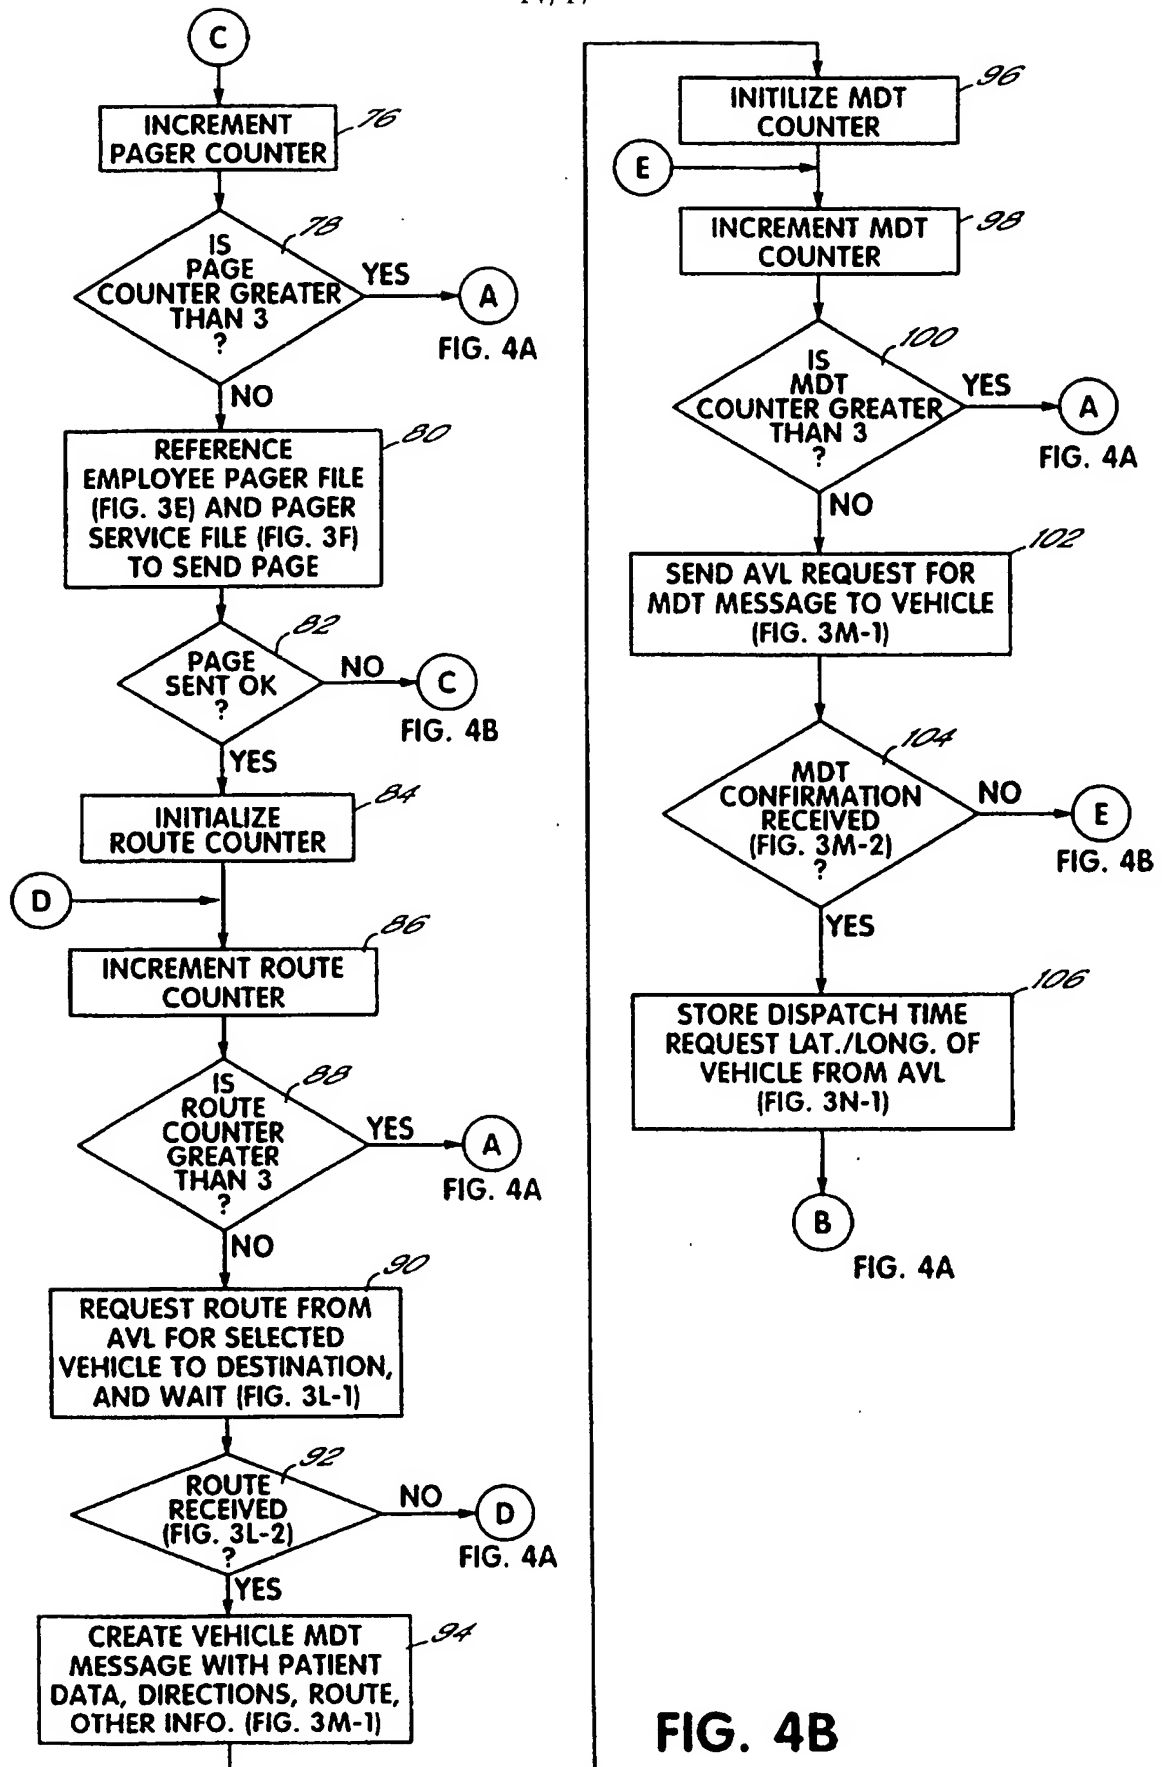 C
INCREMENT
PAGER COUNTER
76
IS
PAGE
COUNTER GREATER
THAN 3
?
78
YES
A
FIG. 4A
NO
REFERENCE
EMPLOYEE PAGER FILE
(FIG. 3E) AND PAGER
SERVICE FILE (FIG. 3F)
TO SEND PAGE
80
PAGE
SENT OK
?
82
NO
C
FIG. 4B
YES
INITIALIZE
ROUTE COUNTER
84
D
INCREMENT ROUTE
COUNTER
86
IS
ROUTE
COUNTER
GREATER
THAN 3
?
88
YES
A
FIG. 4A
NO
REQUEST ROUTE FROM
AVL FOR SELECTED
VEHICLE TO DESTINATION,
AND WAIT (FIG. 3L-1)
90
ROUTE
RECEIVED
(FIG. 3L-2)
?
92
NO
D
FIG. 4A
YES
CREATE VEHICLE MDT
MESSAGE WITH PATIENT
DATA, DIRECTIONS, ROUTE,
OTHER INFO. (FIG. 3M-1)
94
INITILIZE MDT
COUNTER
96
E
INCREMENT MDT
COUNTER
98
IS
MDT
COUNTER GREATER
THAN 3
?
100
YES
A
FIG. 4A
NO
SEND AVL REQUEST FOR
MDT MESSAGE TO VEHICLE
(FIG. 3M-1)
102
MDT
CONFIRMATION
RECEIVED
(FIG. 3M-2)
?
104
NO
E
FIG. 4B
YES
STORE DISPATCH TIME
REQUEST LAT./LONG. OF
VEHICLE FROM AVL
(FIG. 3N-1)
106
B
FIG. 4A
FIG. 4B